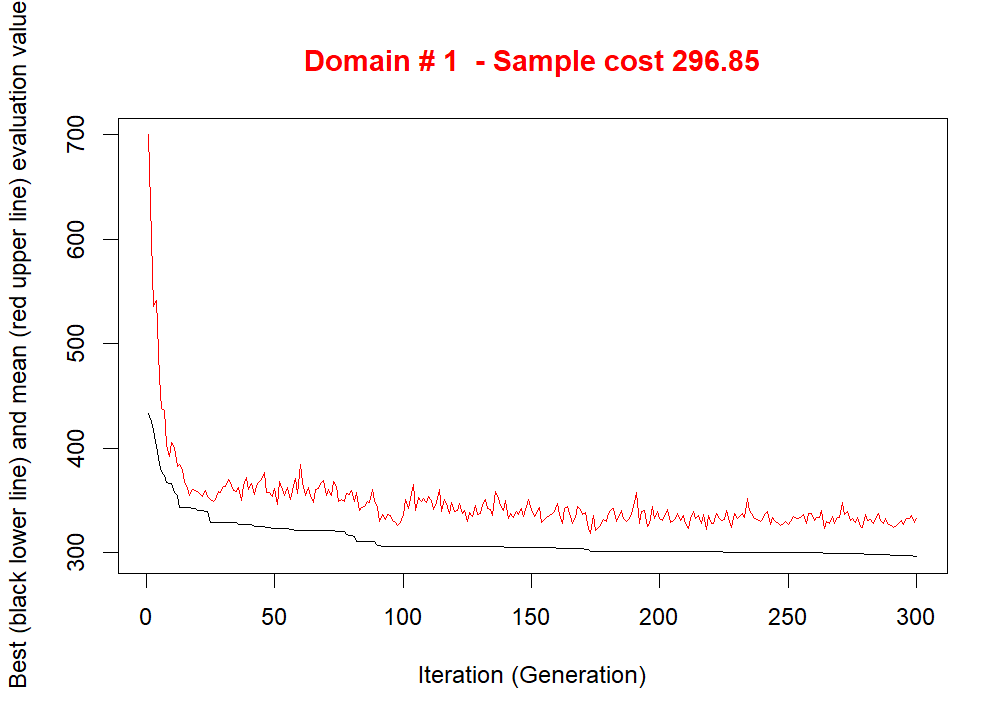 Domain # 1  - Sample cost 296.85
Best (black lower line) and mean (red upper line) evaluation value
700
600
500
400
300
0 50 100 150 200 250 300
Iteration (Generation)